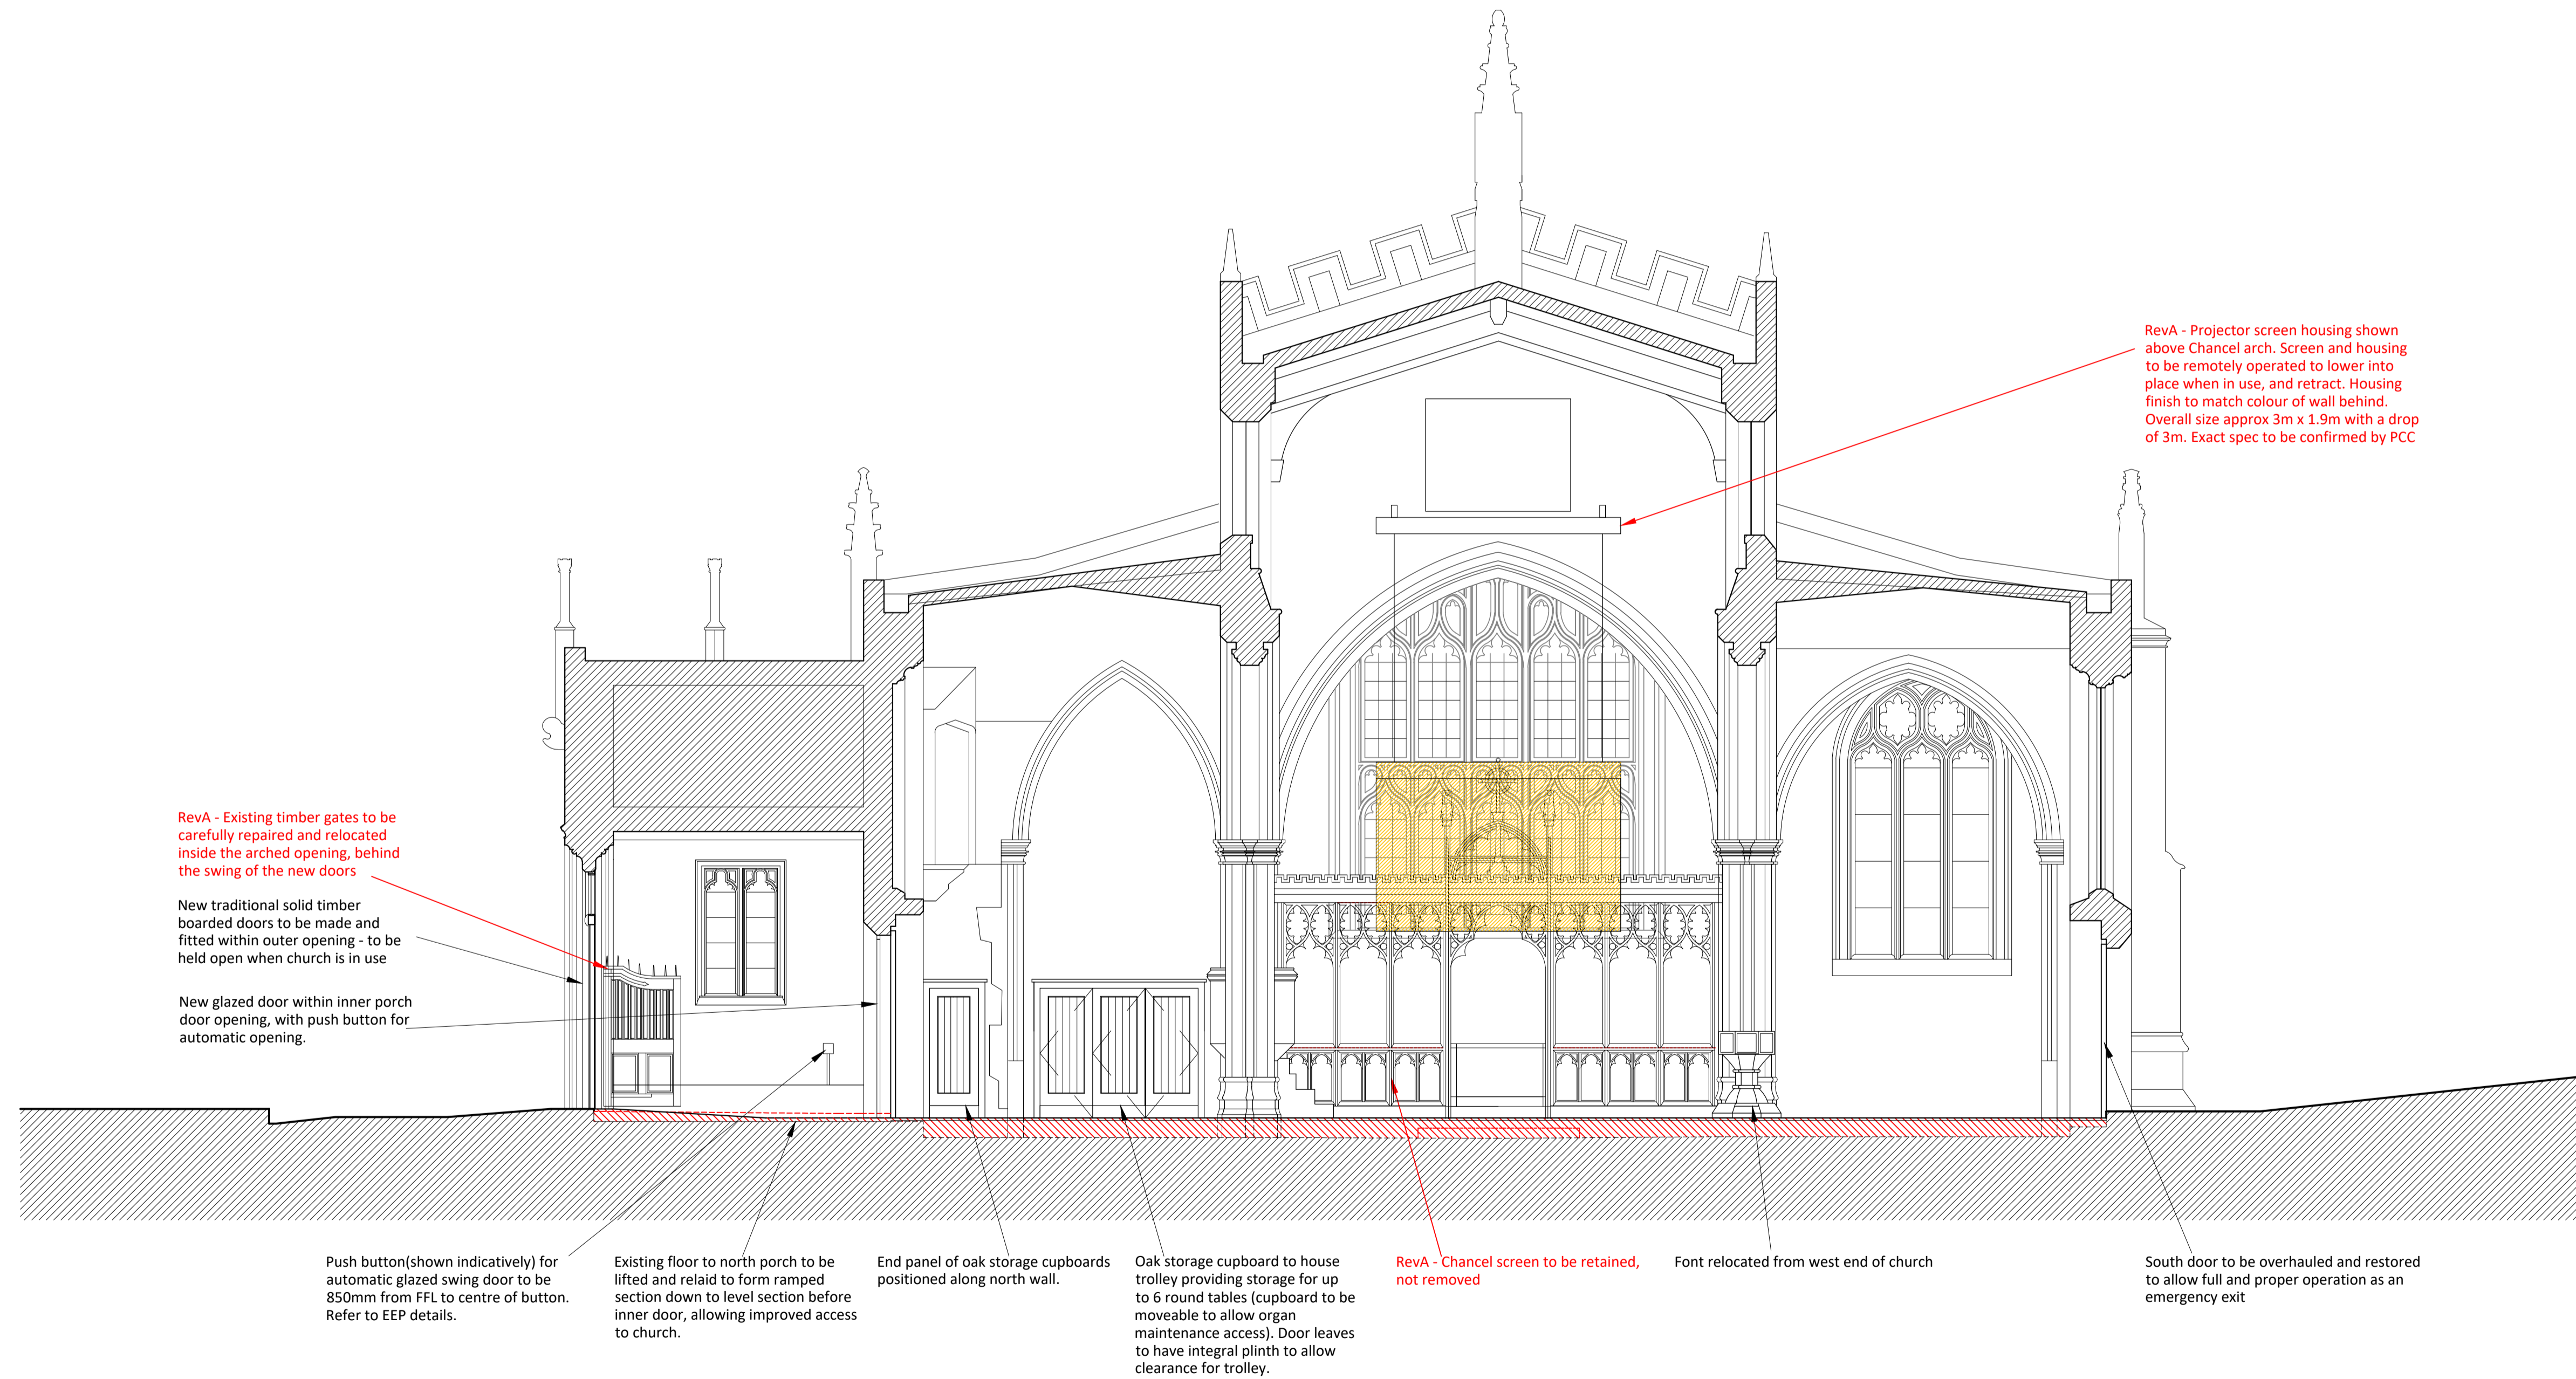 RevA - Projector screen housing shown
above Chancel arch. Screen and housing
to be remotely operated to lower into
place when in use, and retract. Housing
finish to match colour of wall behind.
Overall size approx 3m x 1.9m with a drop
of 3m. Exact spec to be confirmed by PCC
RevA - Existing timber gates to be
carefully repaired and relocated
inside the arched opening, behind
the swing of the new doors
New traditional solid timber
boarded doors to be made and
fitted within outer opening - to be
held open when church is in use
New glazed door within inner porch
door opening, with push button for
automatic opening.
Push button(shown indicatively) for
automatic glazed swing door to be
850mm from FFL to centre of button.
Refer to EEP details.
Existing floor to north porch to be
lifted and relaid to form ramped
section down to level section before
inner door, allowing improved access
to church.
End panel of oak storage cupboards
positioned along north wall.
Oak storage cupboard to house
trolley providing storage for up
to 6 round tables (cupboard to be
moveable to allow organ
maintenance access). Door leaves
to have integral plinth to allow
clearance for trolley.
RevA - Chancel screen to be retained,
not removed
Font relocated from west end of church
South door to be overhauled and restored
to allow full and proper operation as an
emergency exit